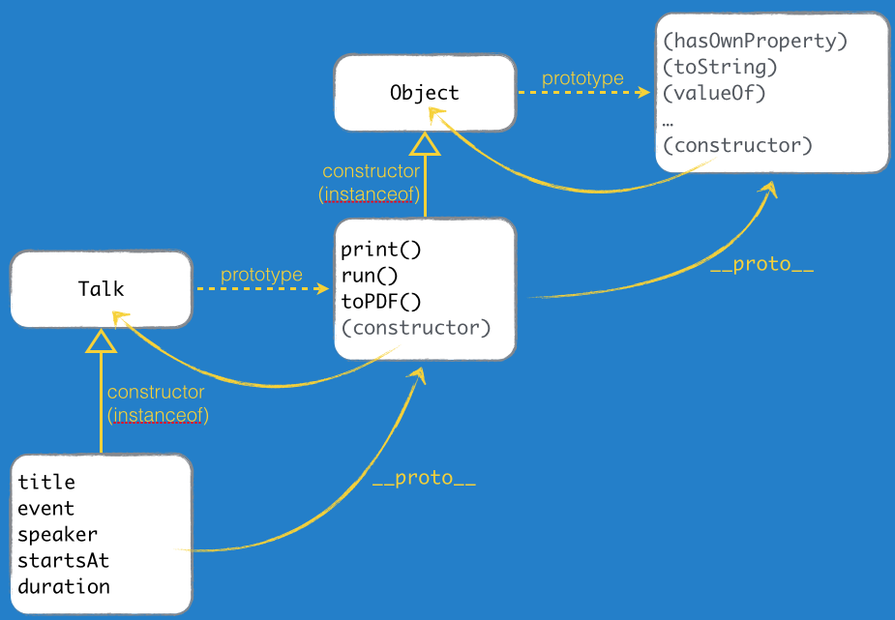 (hasOwnProperty)
(toString)
(valueOf)
…
(constructor)
Object
prototype
constructor
(instanceof)
print()
run()
toPDF()
(constructor)
__proto__
Talk
prototype
constructor
(instanceof)
title
event
speaker
startsAt
duration
__proto__